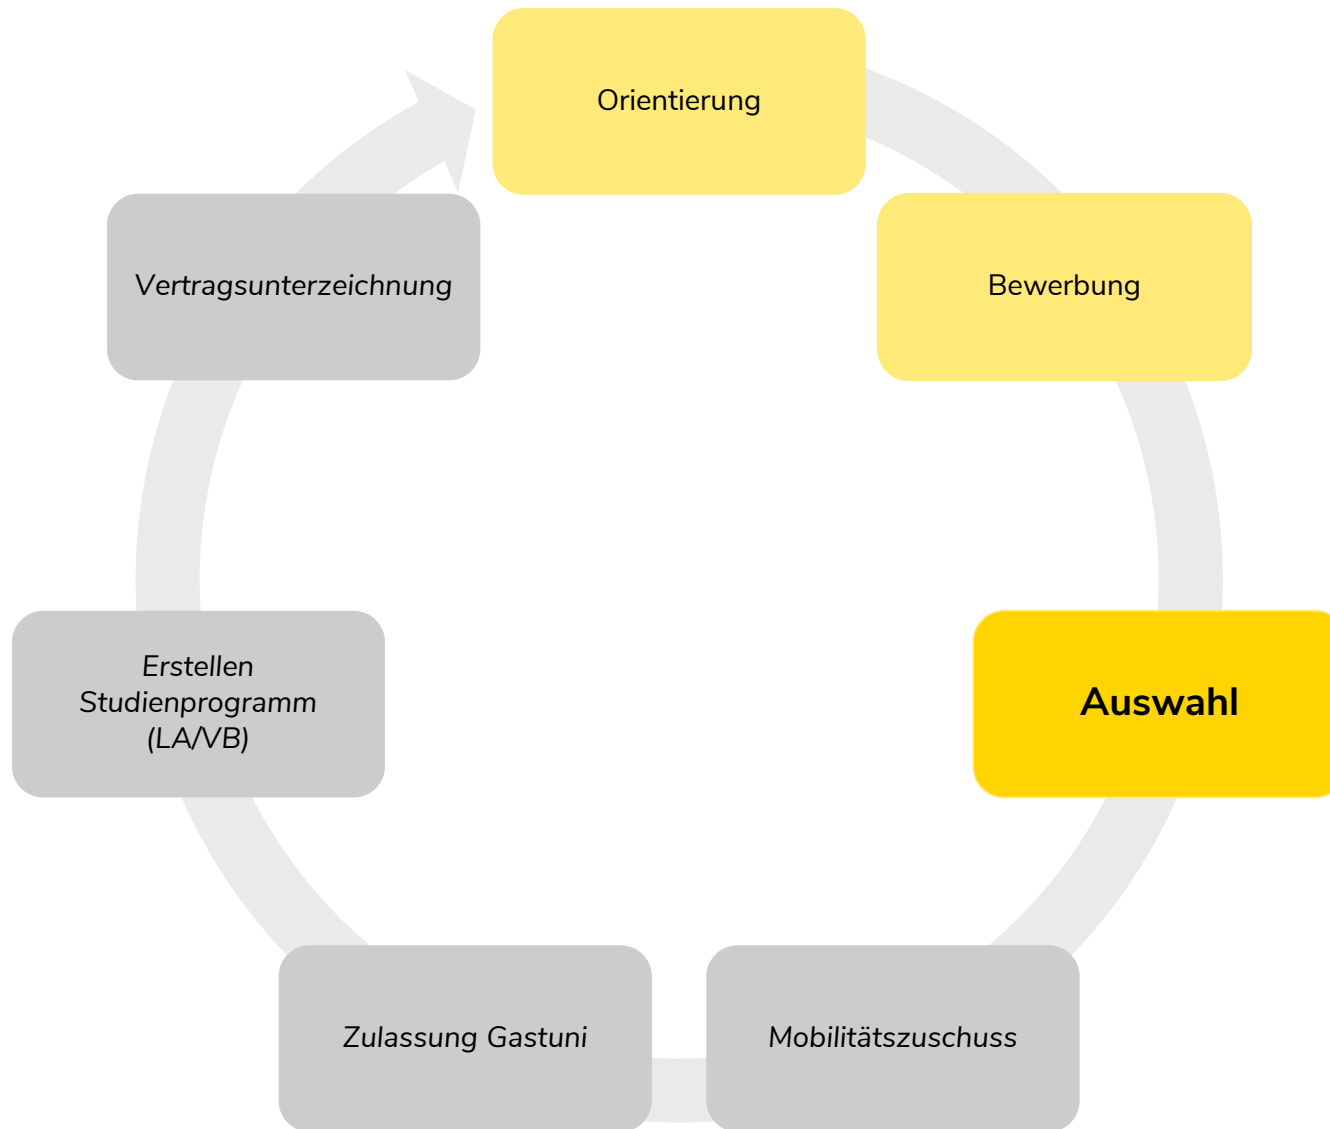 Orientierung
Bewerbung
Auswahl
Mobilitätszuschuss
Zulassung Gastuni
Erstellen
Studienprogramm
(LA/VB)
Vertragsunterzeichnung